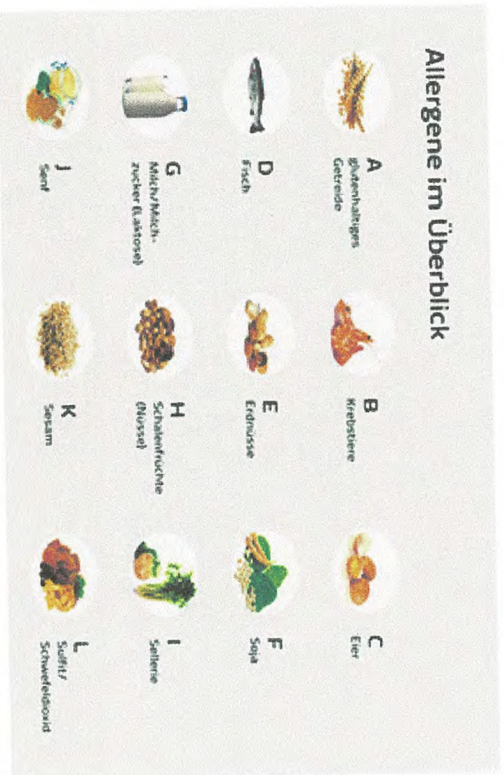 Allergene im Überblick
A
glutenhaltiges
Getreide
B
Krebstiere
C
Eier
D
Fisch
E
Erdnüsse
F
Soja
G
Milch/Milch-
zucker (Laktose)
H
Schalenfrüchte
(Nüsse)
I
Sellerie
J
Senf
K
Sesam
L
Sulfit/
Schwefeldioxid